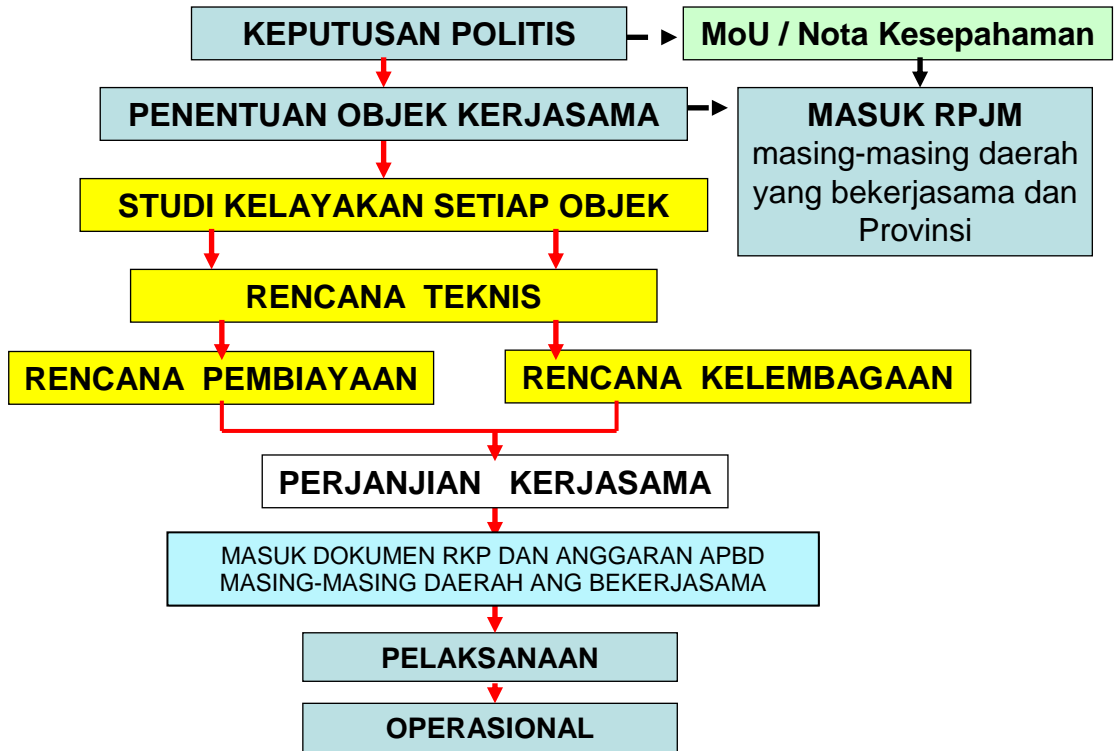 KEPUTUSAN POLITIS
MoU / Nota Kesepahaman
PENENTUAN OBJEK KERJASAMA
MASUK RPJM
masing-masing daerah
yang bekerjasama dan
Provinsi
STUDI KELAYAKAN SETIAP OBJEK
RENCANA TEKNIS
RENCANA PEMBIAYAAN
RENCANA KELEMBAGAAN
PERJANJIAN KERJASAMA
MASUK DOKUMEN RKP DAN ANGGARAN APBD
MASING-MASING DAERAH ANG BEKERJASAMA
PELAKSANAAN
OPERASIONAL